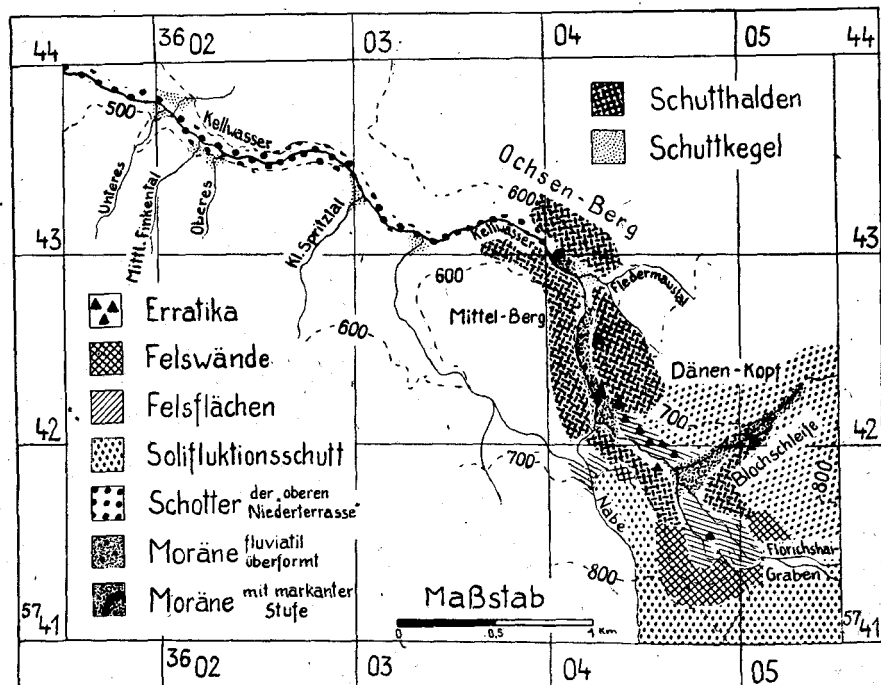 44
36 02
03
04
05
44
Schutthalden
Schuttkegel
500
Kellwasser
Unteres
Mittl. Finkental
Oberes
Kl. Spritztal
Ochsen-Berg
600
43
43
Kellwasser
Fledermaustal
600
600
Mittel-Berg
Erratika
Felswände
Felsflächen
Solifluktionsschutt
Schotter der „oberen Niederterrasse“
Moräne fluviatil überformt
Moräne mit markanter Stufe
Dänen-Kopf
700
42
42
700
Blochschleife
800
Nabe
800
Florichshai-
Graben
57 41
57 41
Maßstab
0 0,5 1 Km
36 02
03
04
05